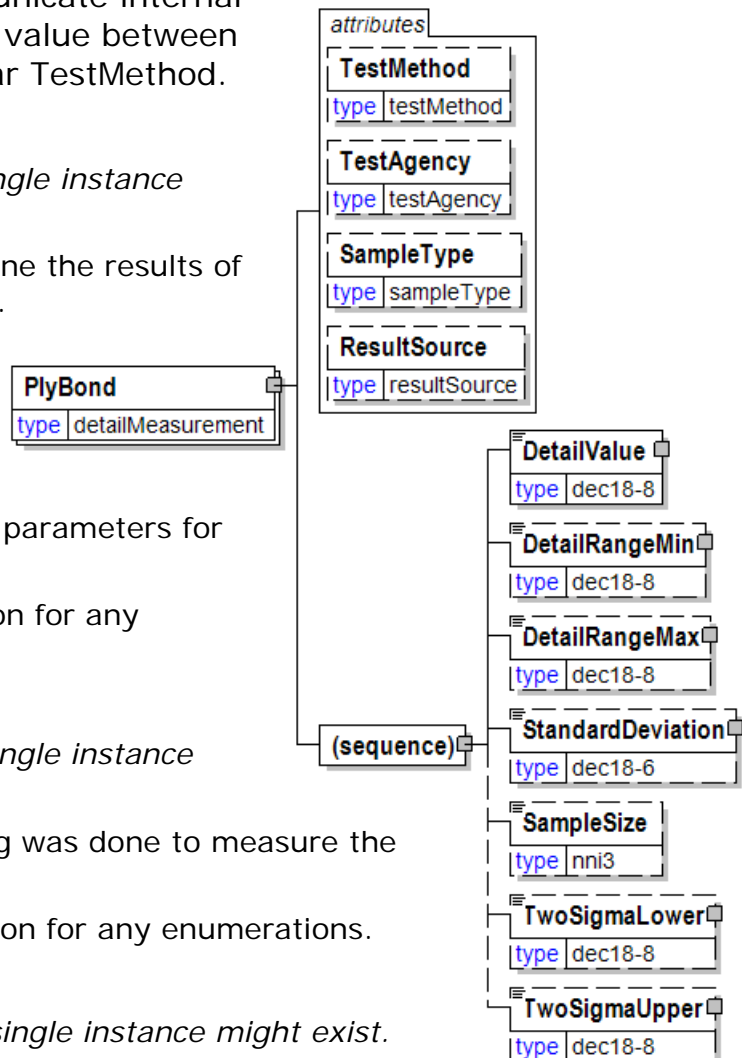 unicate internal
value between
ar TestMethod.
ngle instance
ne the results of
.
parameters for
on for any
ngle instance
g was done to measure the
on for any enumerations.
single instance might exist.
PlyBond
type detailMeasurement
attributes
TestMethod
type testMethod
TestAgency
type testAgency
SampleType
type sampleType
ResultSource
type resultSource
(sequence)
DetailValue
type dec18-8
DetailRangeMin
type dec18-8
DetailRangeMax
type dec18-8
StandardDeviation
type dec18-6
SampleSize
type nni3
TwoSigmaLower
type dec18-8
TwoSigmaUpper
type dec18-8